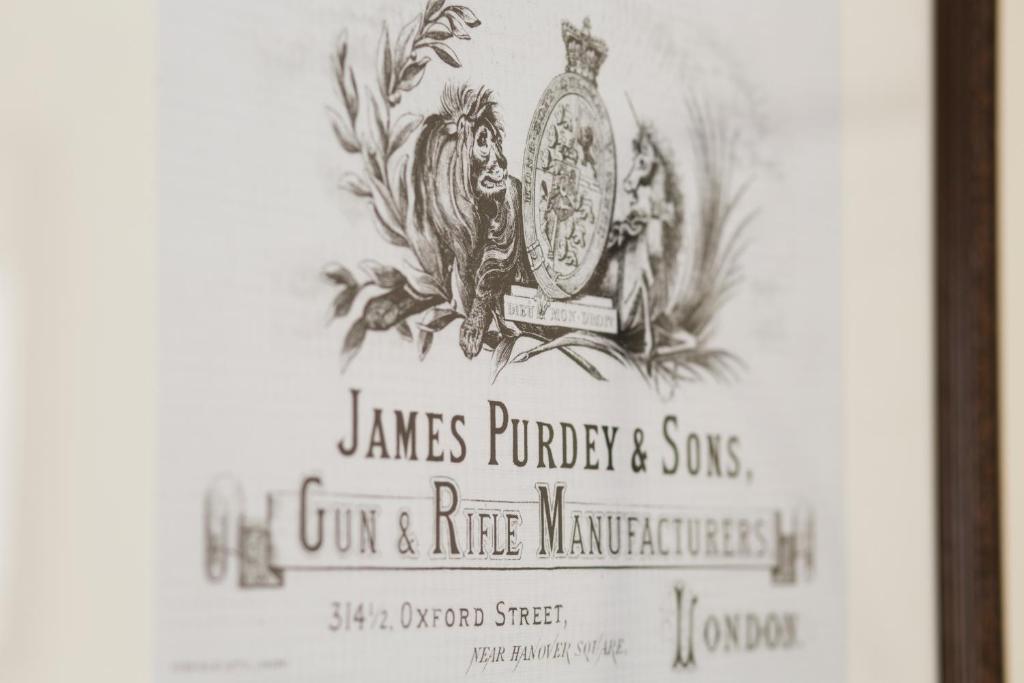 DIEU ET MON DROIT
JAMES PURDEY & SONS,
GUN & RIFLE MANUFACTURERS
314½, OXFORD STREET,
NEAR HANOVER SQUARE,
LONDON.